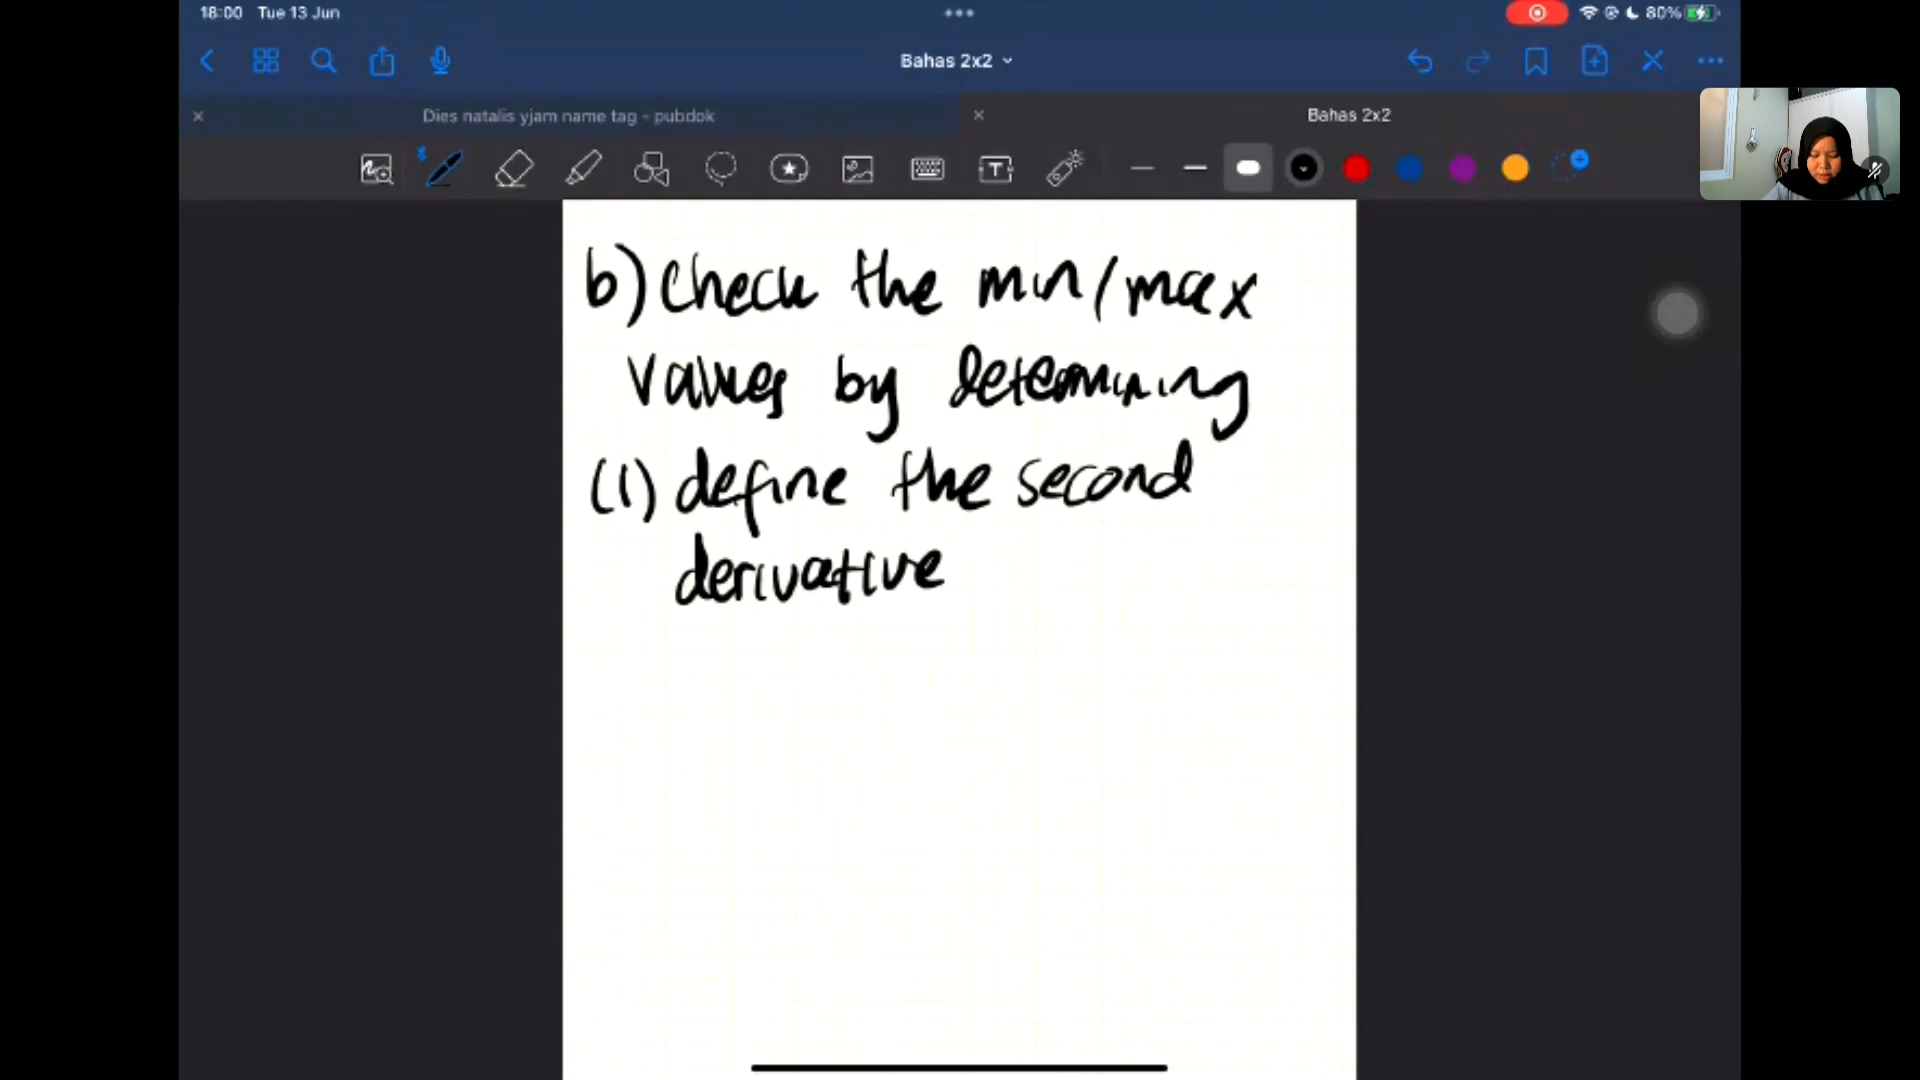 18:00 Tue 13 Jun
80%
Bahas 2x2
Dies natalis yjam name tag - pubdok
Bahas 2x2
b) Check the min/max
values by determining
(1) define the second
derivative